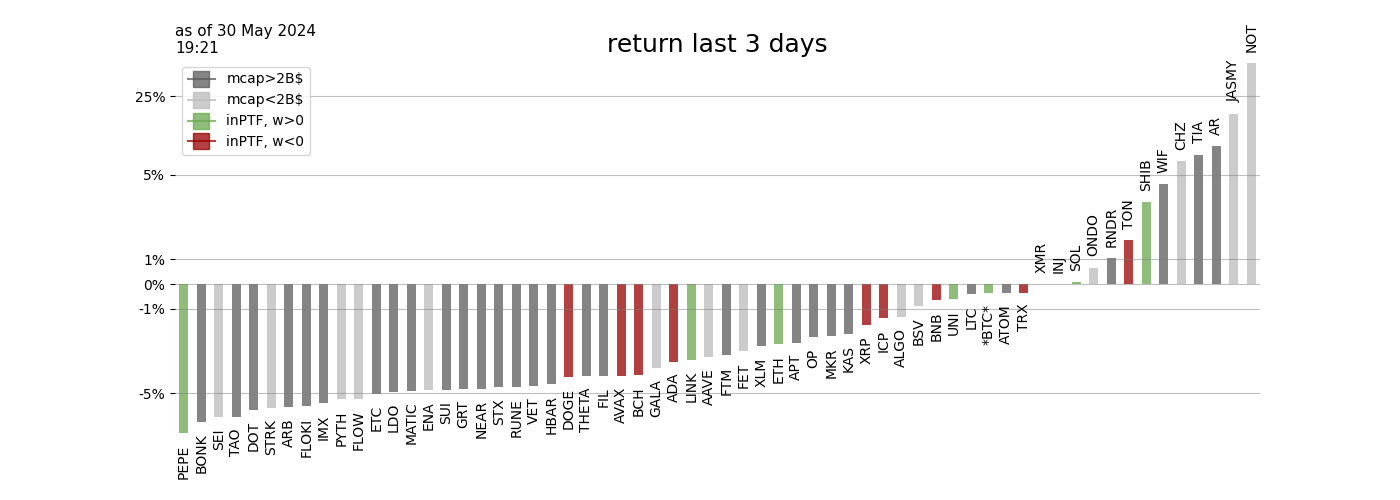 as of 30 May 2024
19:21
return last 3 days
mcap>2B$
mcap<2B$
inPTF, w>0
inPTF, w<0
25%
5%
1%
0%
-1%
-5%
PEPE
BONK
SEI
TAO
DOT
STRK
ARB
FLOKI
IMX
PYTH
FLOW
ETC
LDO
MATIC
ENA
SUI
GRT
NEAR
STX
RUNE
VET
HBAR
DOGE
THETA
FIL
AVAX
BCH
GALA
ADA
LINK
AAVE
FTM
FET
XLM
ETH
APT
OP
MKR
KAS
XRP
ICP
ALGO
BSV
BNB
UNI
LTC
*BTC*
ATOM
TRX
XMR
INJ
SOL
ONDO
RNDR
TON
SHIB
WIF
CHZ
TIA
AR
JASMY
NOT